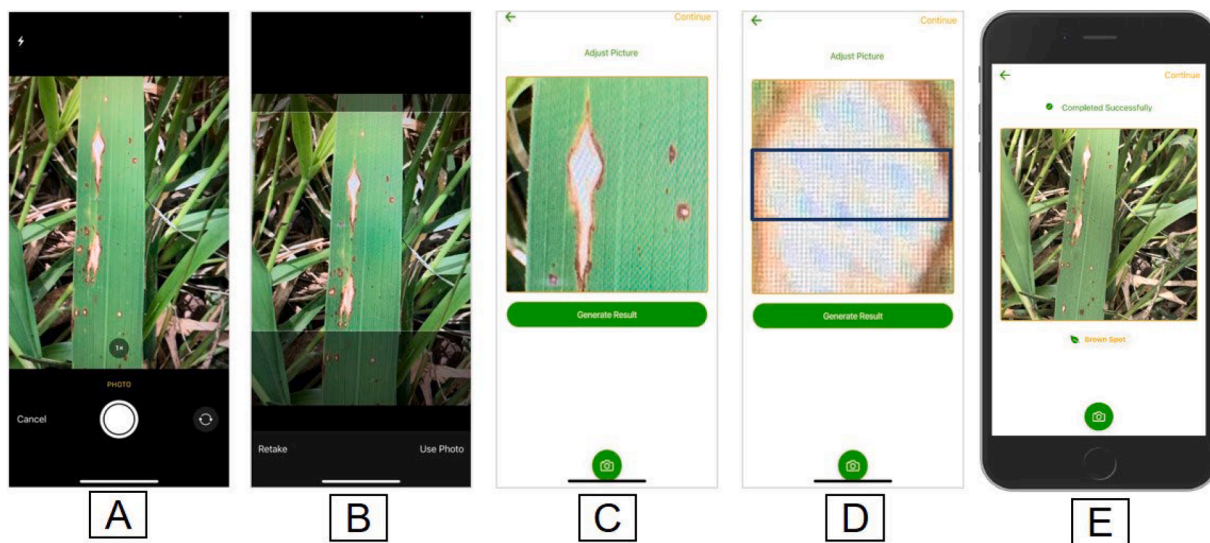 1×
PHOTO
Cancel
A
Retake
Use Photo
B
Continue
Adjust Picture
Generate Result
C
Continue
Adjust Picture
Generate Result
D
Continue
Completed Successfully
Brown Spot
E